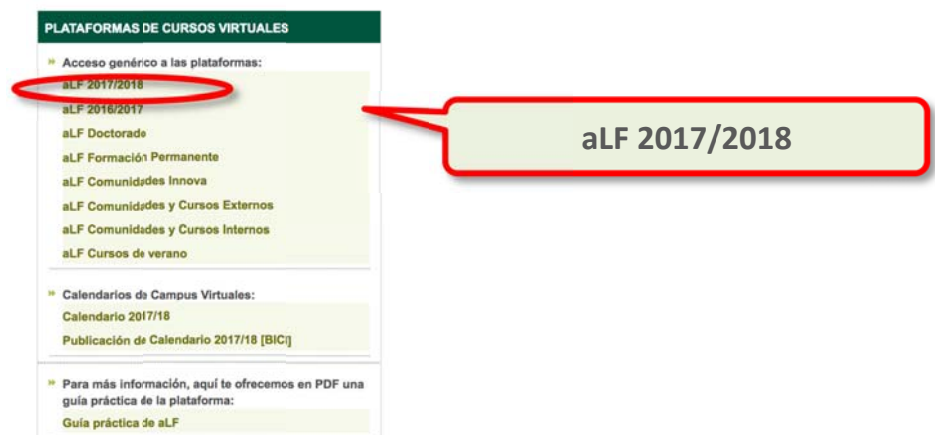 PLATAFORMAS DE CURSOS VIRTUALES
Acceso genérico a las plataformas:
aLF 2017/2018
aLF 2016/2017
aLF Doctorado
aLF Formación Permanente
aLF Comunidades Innova
aLF Comunidades y Cursos Externos
aLF Comunidades y Cursos Internos
aLF Cursos de verano
Calendarios de Campus Virtuales:
Calendario 2017/18
Publicación de Calendario 2017/18 [BICI]
Para más información, aquí te ofrecemos en PDF una
guía práctica de la plataforma:
Guía práctica de aLF
aLF 2017/2018